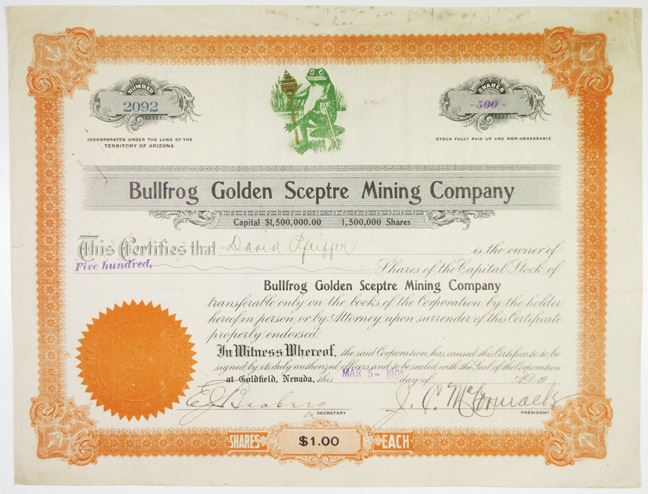 NUMBER
2092
INCORPORATED UNDER THE LAWS OF THE
TERRITORY OF ARIZONA
SHARES
-500-
STOCK FULLY PAID UP AND NON-ASSESSABLE
Bullfrog Golden Sceptre Mining Company
Capital $1,500,000.00 1,500,000 Shares
This Certifies that David Pfeiffer is the owner of
Five hundred, Shares of the Capital Stock of
Bullfrog Golden Sceptre Mining Company
transferable only on the books of the Corporation by the holder
hereof in person or by Attorney upon surrender of this Certificate
properly endorsed.
In Witness Whereof, the said Corporation has caused this Certificate to be
signed by its duly authorized officers and to be sealed with the Seal of the Corporation
at Goldfield, Nevada, this MAR 5- day of
SECRETARY PRESIDENT
SHARES $1.00 EACH